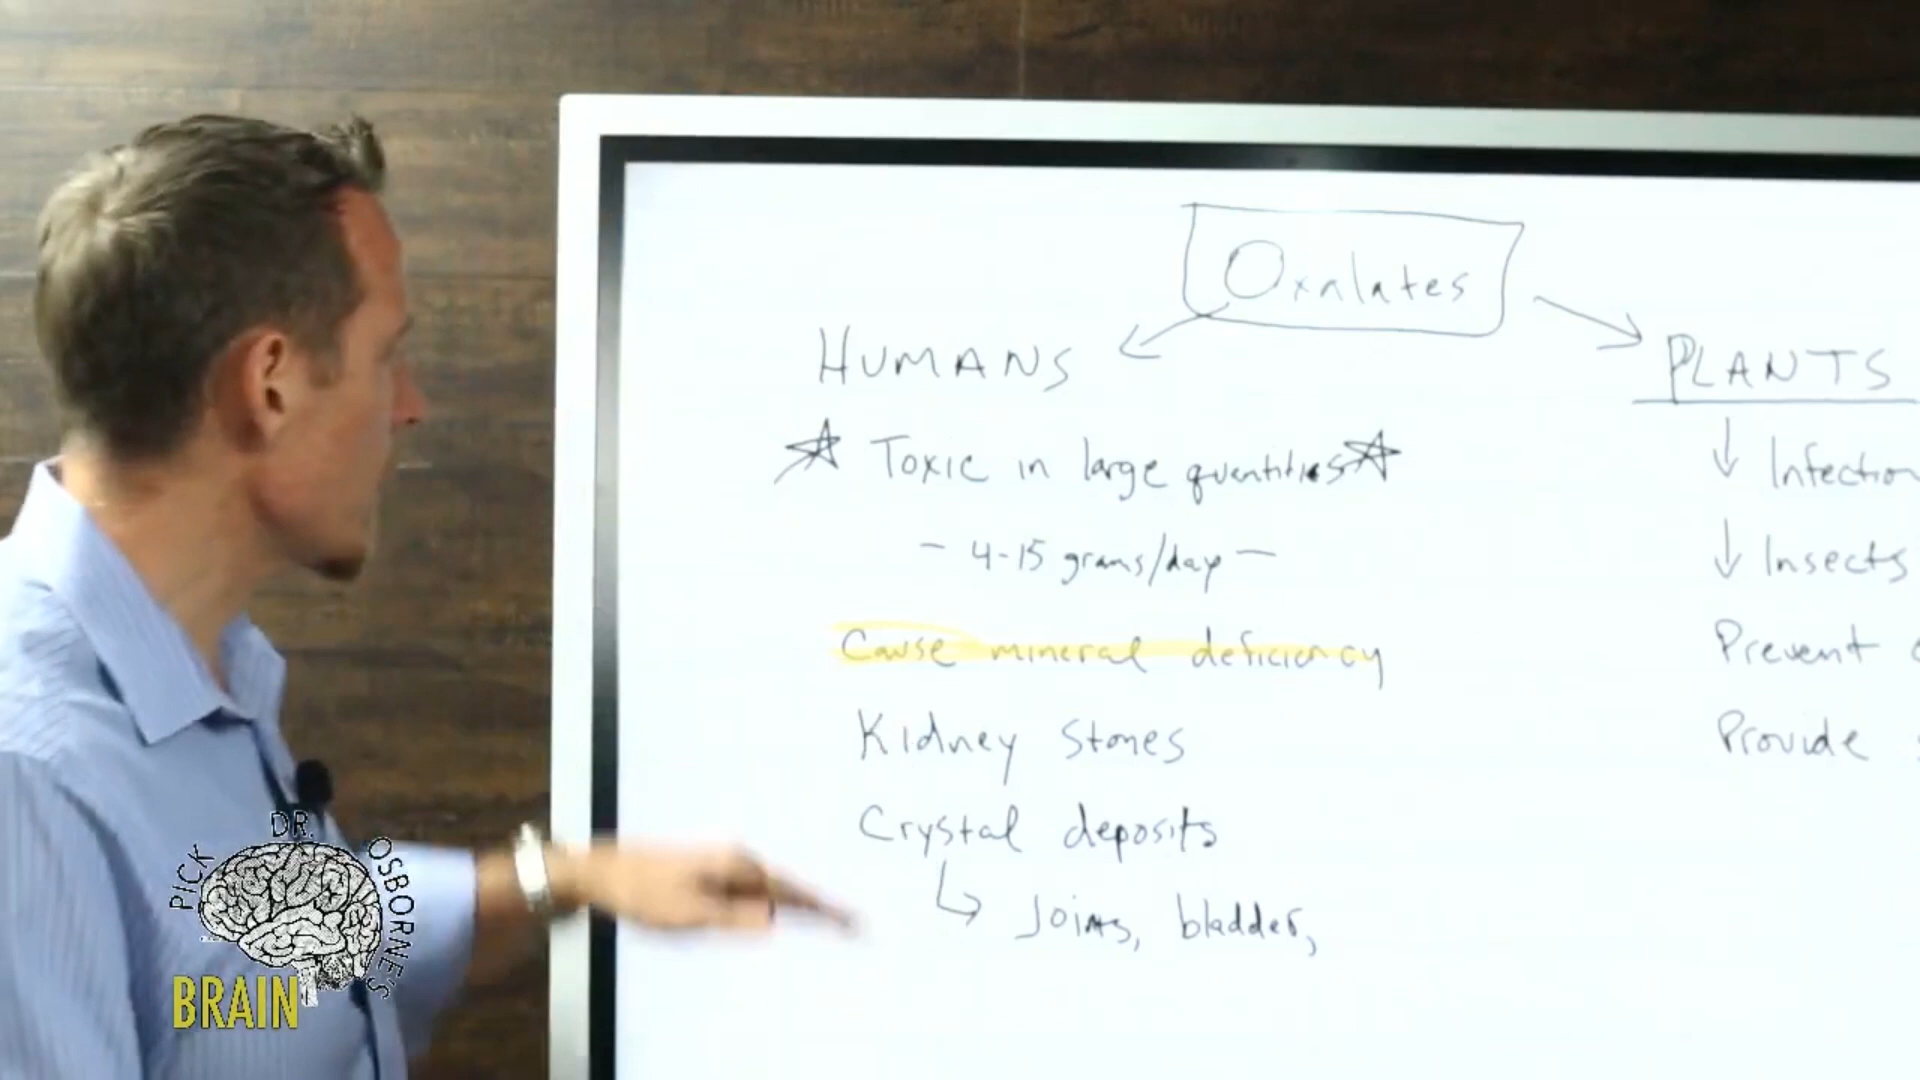 Oxalates
HUMANS
Toxic in large quantities
- 4-15 grams/day -
Cause mineral deficiency
Kidney stones
Crystal deposits
↳ Joints, bladder,
PLANTS
↓ Infection
↓ Insects
Prevent
Provide
PICK DR. OSBORNE'S
BRAIN